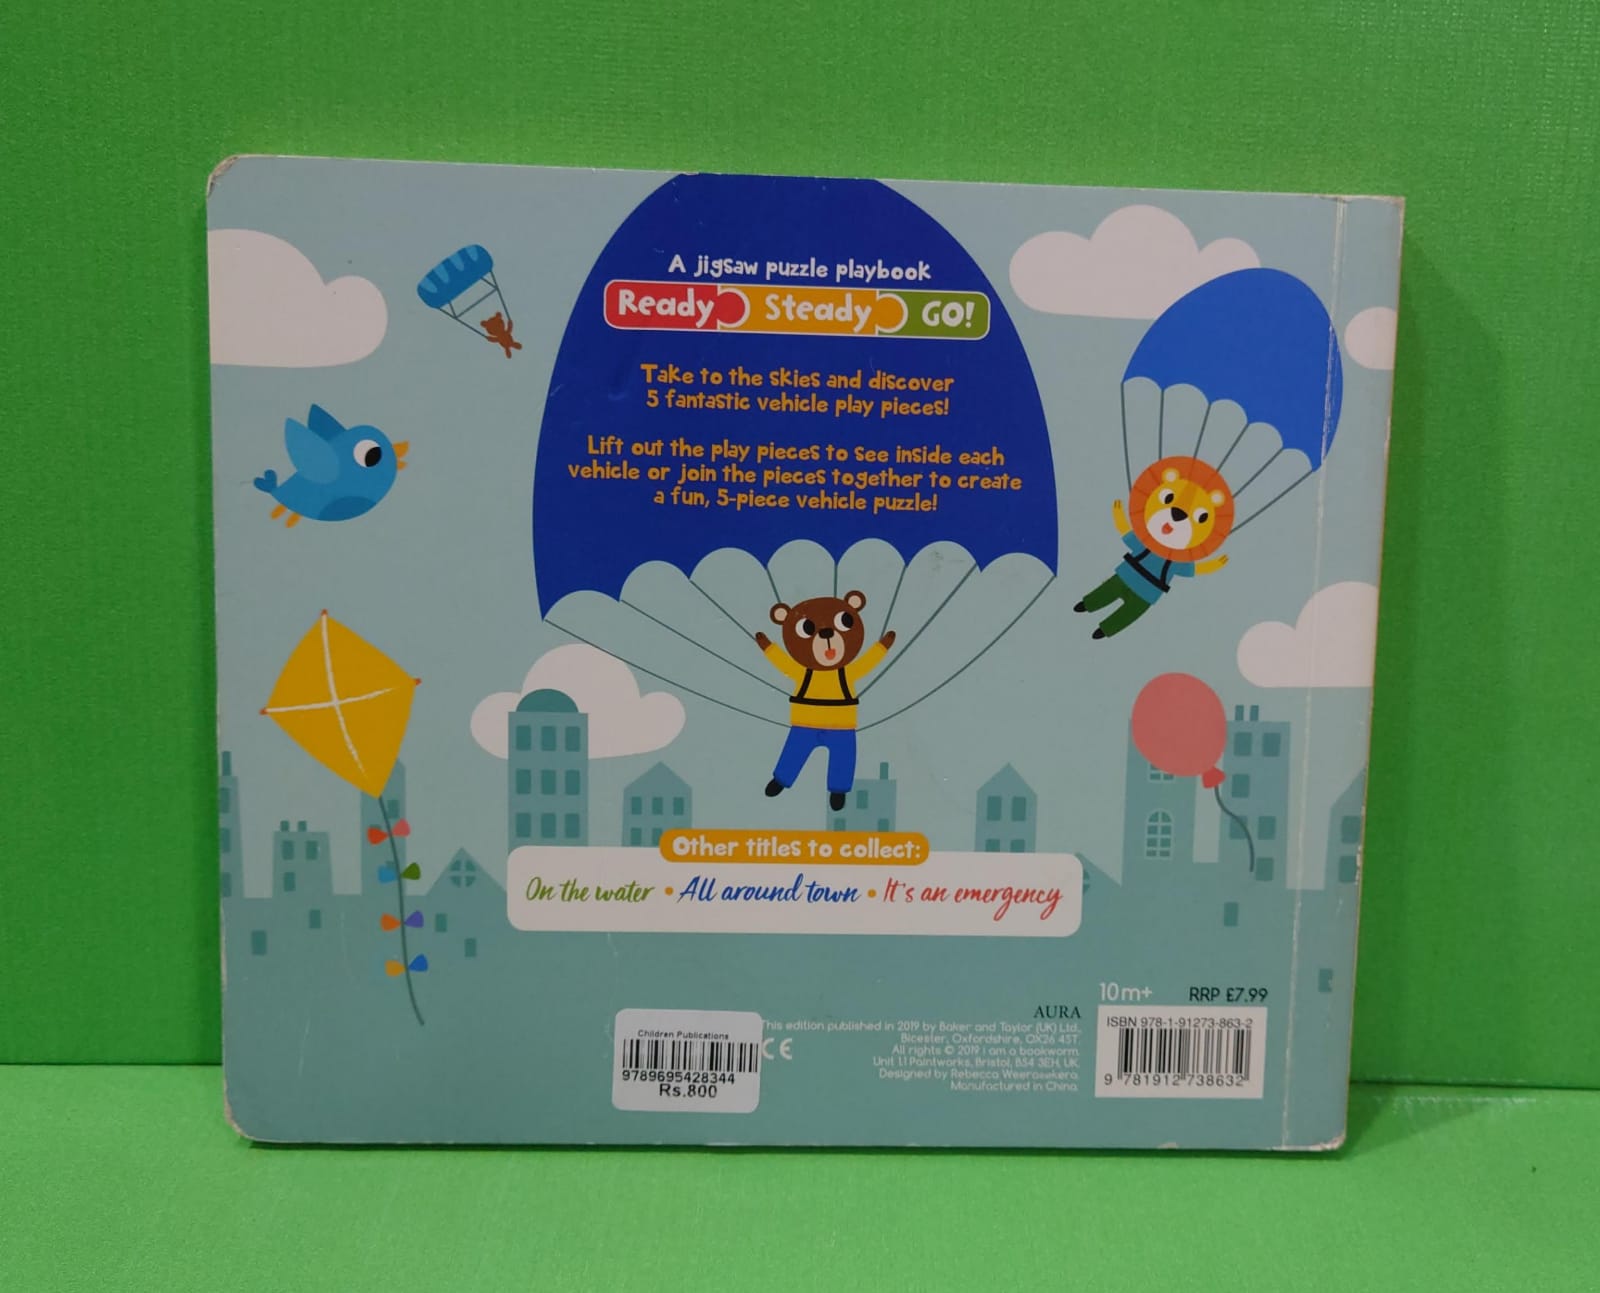 A jigsaw puzzle playbook
Ready Steady GO!
Take to the skies and discover
5 fantastic vehicle play pieces!
Lift out the play pieces to see inside each
vehicle or join the pieces together to create
a fun, 5-piece vehicle puzzle!
Other titles to collect:
On the water • All around town • It's an emergency
10m+ RRP £7.99
AURA
This edition published in 2019 by Baker and Taylor (UK) Ltd.,
Bicester, Oxfordshire, OX26 4ST.
All rights © 2019 i am a bookworm.
Unit 1.1 Paintworks, Bristol, BS4 3EH, UK.
Designed by Rebecca Weerasekera.
Manufactured in China.
CE
ISBN 978-1-91273-863-2
9 781912 738632
Children Publications
9789695428344
Rs.800